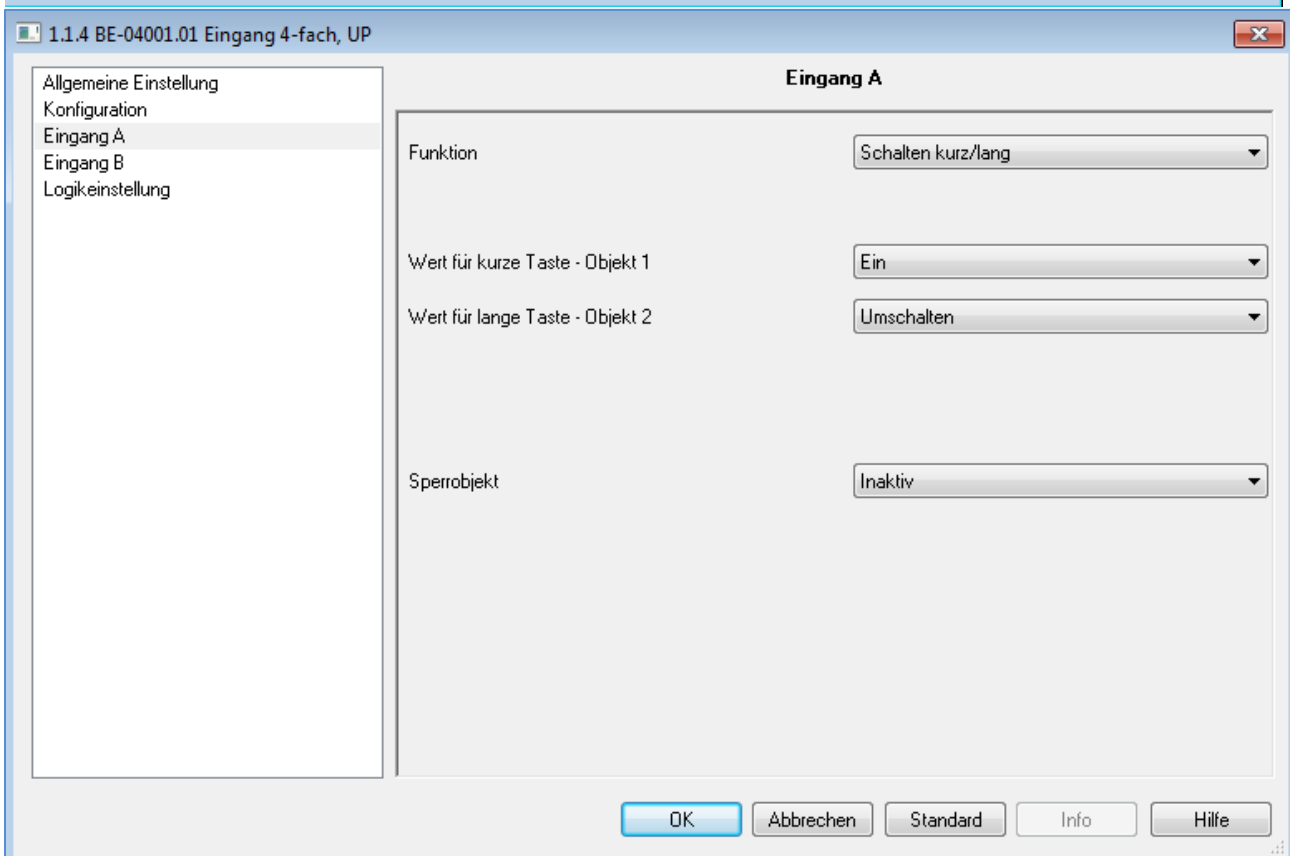 1.1.4 BE-04001.01 Eingang 4-fach, UP
Allgemeine Einstellung
Konfiguration
Eingang A
Eingang B
Logikeinstellung
Eingang A
Funktion Schalten kurz/lang
Wert für kurze Taste - Objekt 1 Ein
Wert für lange Taste - Objekt 2 Umschalten
Sperrobjekt Inaktiv
OK Abbrechen Standard Info Hilfe